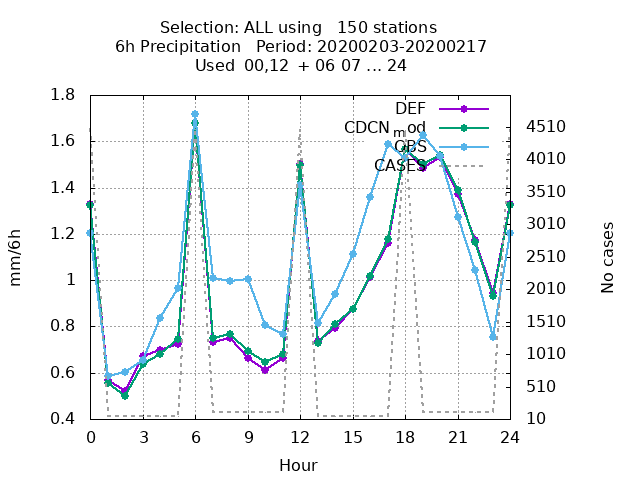 Selection: ALL using   150 stations
6h Precipitation   Period: 20200203-20200217
Used  00,12  + 06 07 ... 24
DEF
CDCN_mod
OBS
CASES
1.8
1.6
1.4
1.2
1
0.8
0.6
0.4
mm/6h
4510
4010
3510
3010
2510
2010
1510
1010
510
10
No cases
0 3 6 9 12 15 18 21 24
Hour